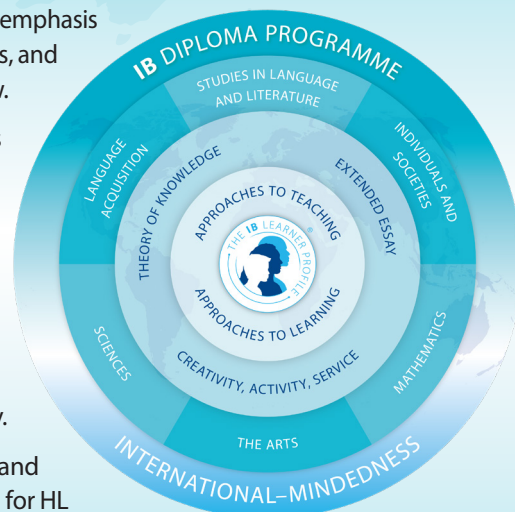 emphasis
s, and
y.
s
y.
and
for HL
IB DIPLOMA PROGRAMME
STUDIES IN LANGUAGE
AND LITERATURE
LANGUAGE
ACQUISITION
INDIVIDUALS AND
SOCIETIES
THEORY OF KNOWLEDGE
EXTENDED ESSAY
APPROACHES TO TEACHING
THE IB LEARNER PROFILE
®
APPROACHES TO LEARNING
SCIENCES
CREATIVITY, ACTIVITY, SERVICE
MATHEMATICS
THE ARTS
INTERNATIONAL–MINDEDNESS